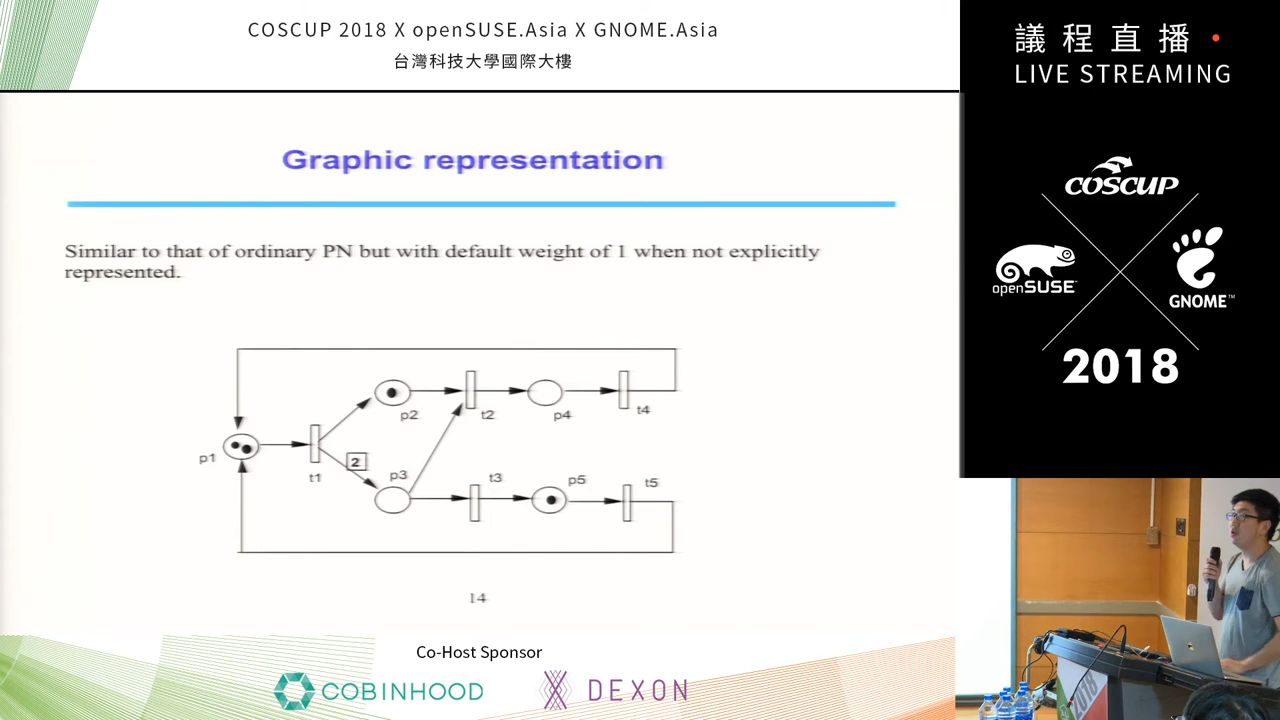 COSCUP 2018 X openSUSE.Asia X GNOME.Asia
台灣科技大學國際大樓
議程直播
LIVE STREAMING
COSCUP
openSUSE
GNOME™
2018
Graphic representation
Similar to that of ordinary PN but with default weight of 1 when not explicitly
represented.
p1
t1
2
p2
p3
t2
t3
p4
p5
t4
t5
14
Co-Host Sponsor
COBINHOOD
DEXON
2018